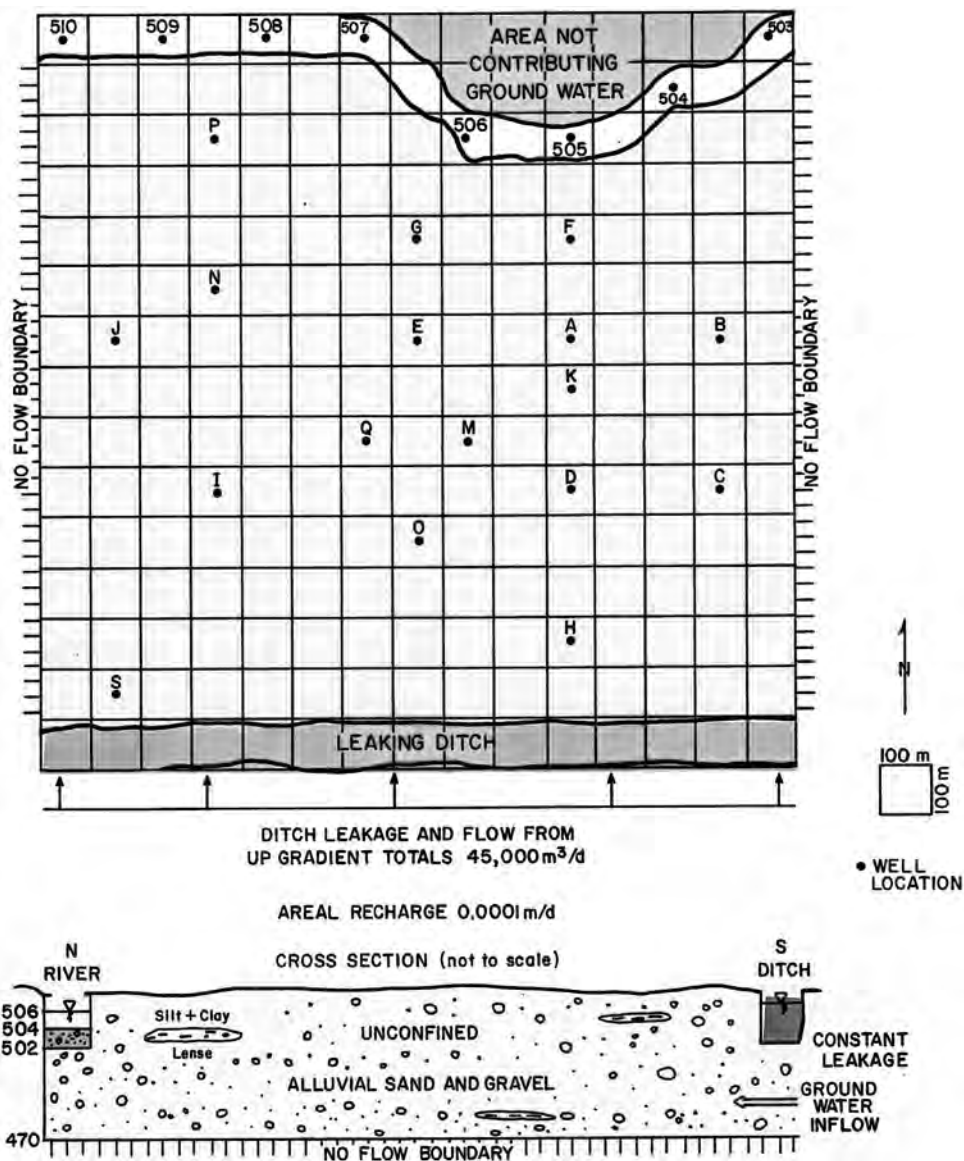 510 509 508 507 503
AREA NOT
CONTRIBUTING
GROUND WATER
504
506
505
P
G F
N
J E A B
K
Q M
I D C
O
H
S
NO FLOW BOUNDARY
NO FLOW BOUNDARY
LEAKING DITCH
N
100 m
100 m
DITCH LEAKAGE AND FLOW FROM
UP GRADIENT TOTALS 45,000 m³/d
WELL
LOCATION
AREAL RECHARGE 0.0001 m/d
CROSS SECTION (not to scale)
N
RIVER
S
DITCH
506
504
502
Silt + Clay
Lense
UNCONFINED
CONSTANT
LEAKAGE
ALLUVIAL SAND AND GRAVEL
GROUND
WATER
INFLOW
470
NO FLOW BOUNDARY